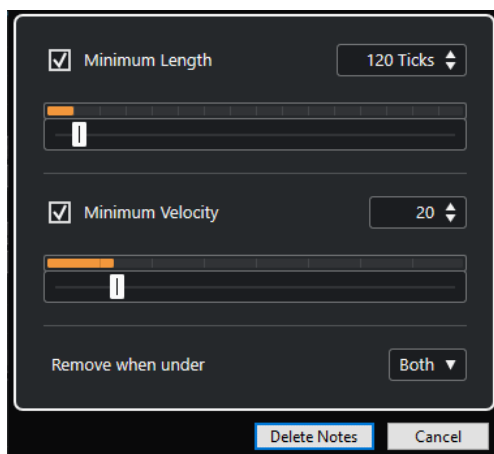 Minimum Length 120 Ticks
Minimum Velocity 20
Remove when under Both
Delete Notes Cancel